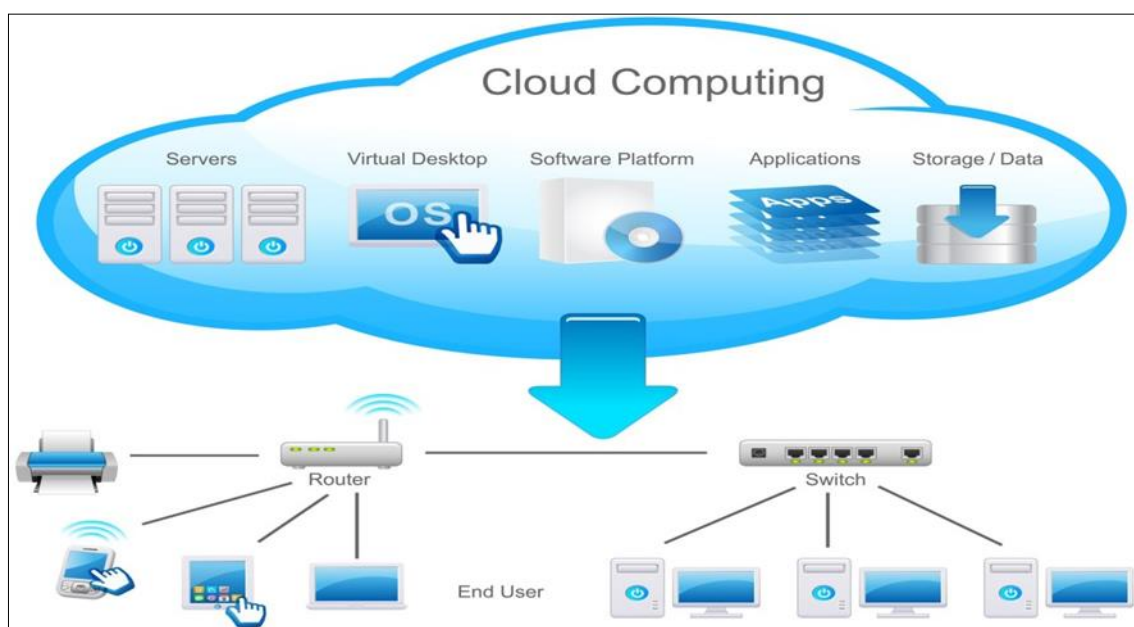 Cloud Computing
Servers
Virtual Desktop
Software Platform
Applications
Storage / Data
OS
Apps
Router
Switch
End User